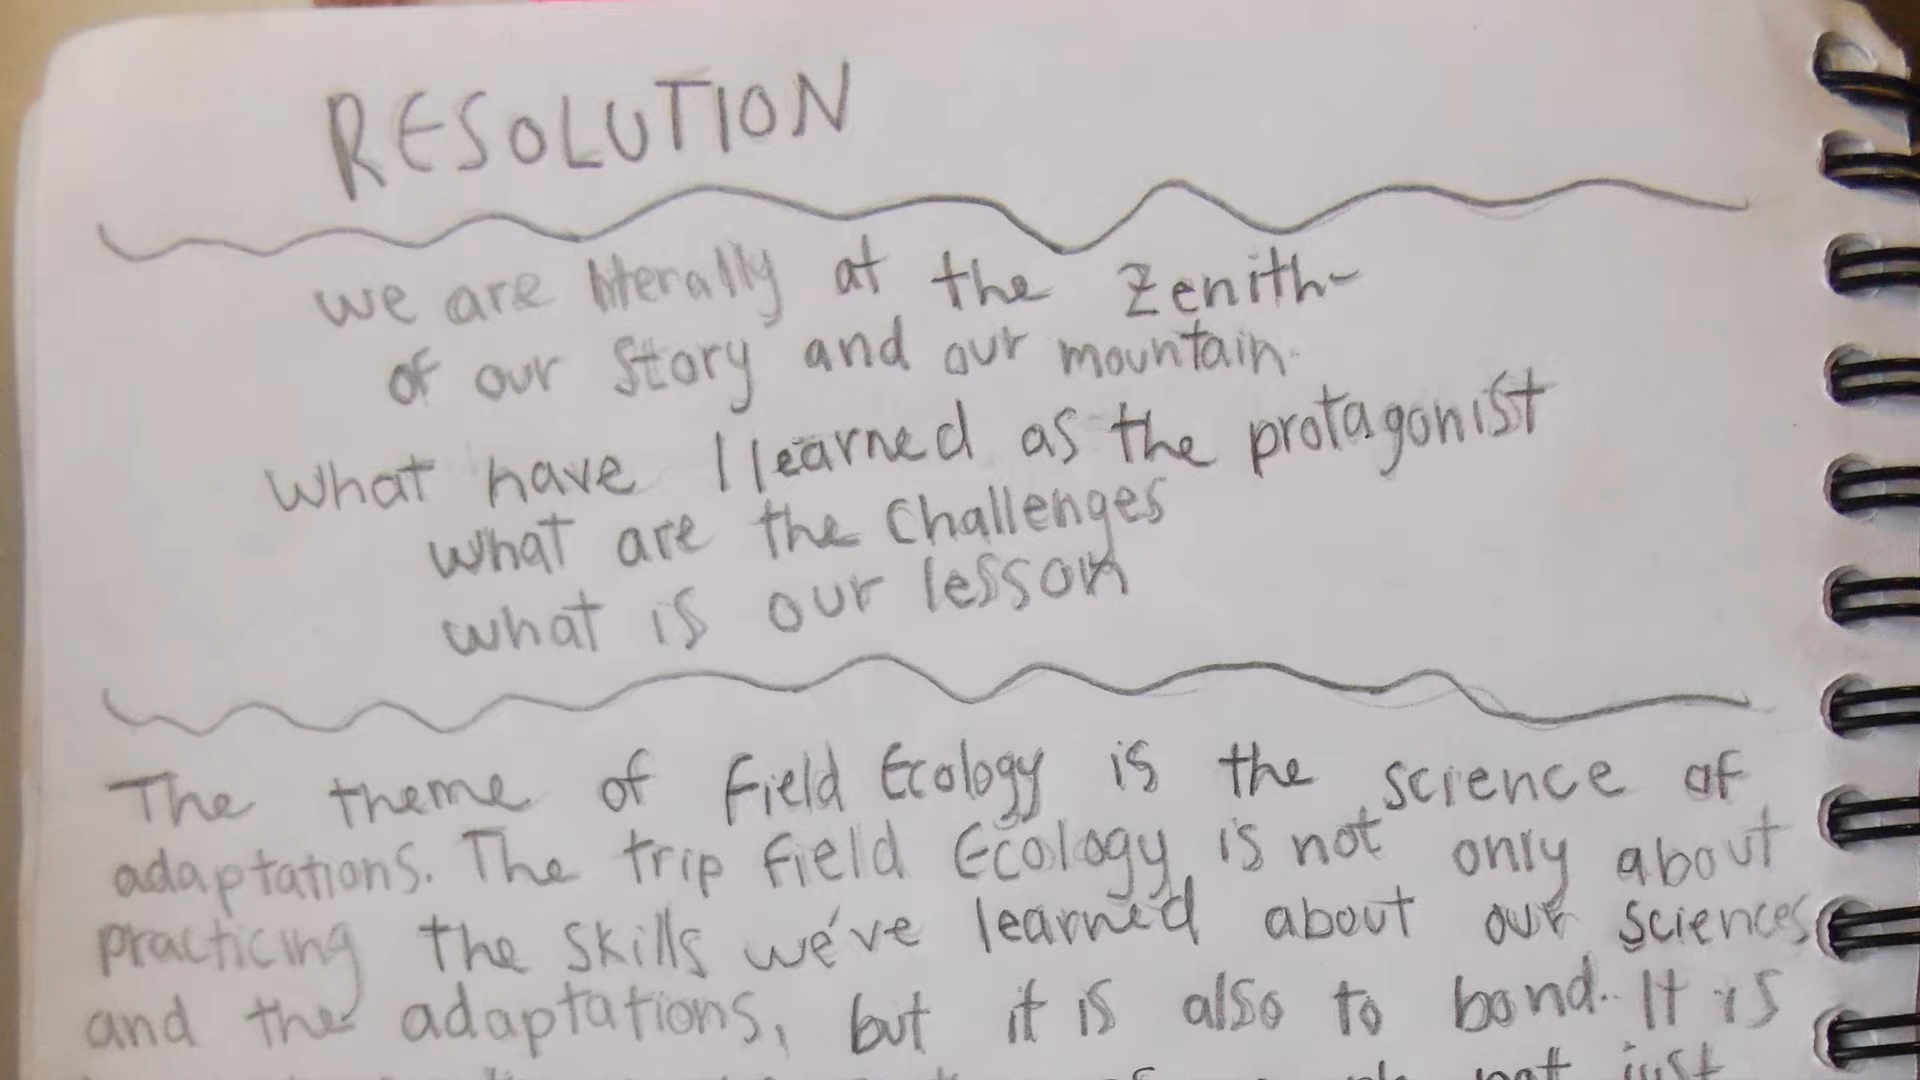 RESOLUTION
we are literally at the Zenith-
of our Story and our mountain.
What have I learned as the protagonist
what are the challenges
what is our lesson
The theme of Field Ecology is the science of
adaptations. The trip Field Ecology is not only about
practicing the skills we've learned about our sciences
and the adaptations, but it is also to bond. It is
not just